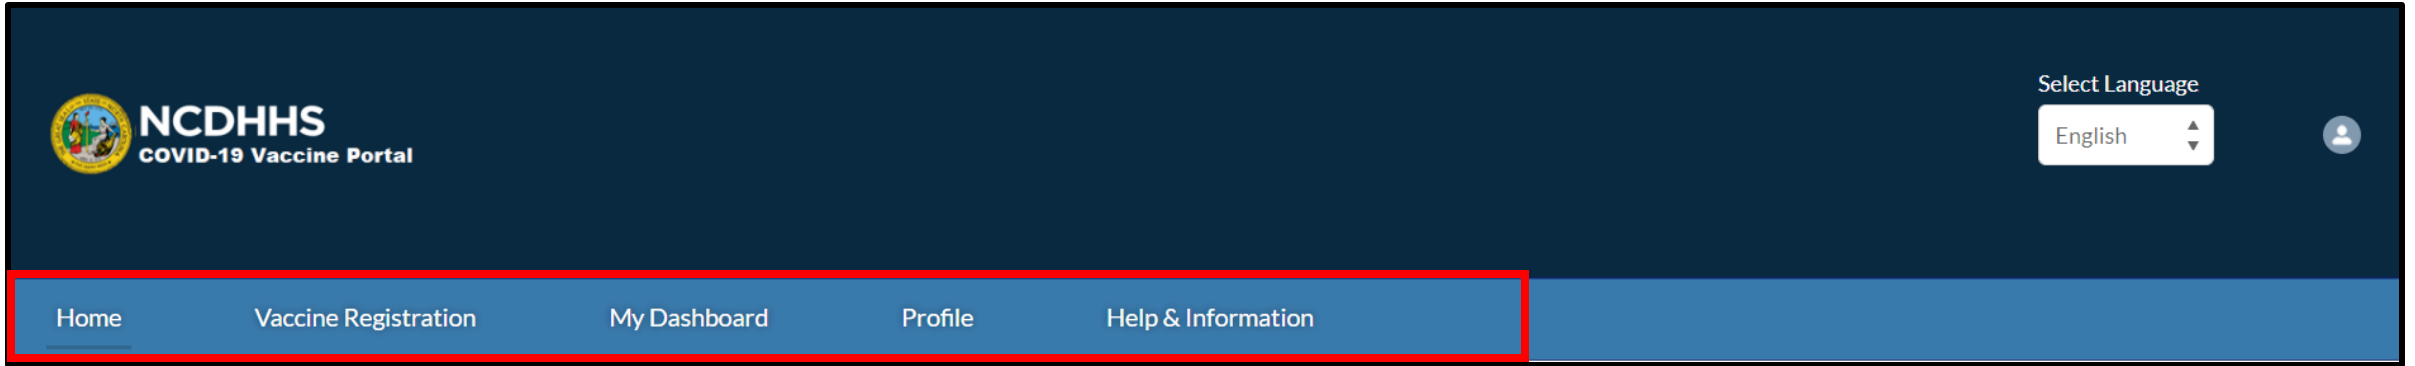 NCDHHS
COVID-19 Vaccine Portal
Select Language
English
Home Vaccine Registration My Dashboard Profile Help & Information